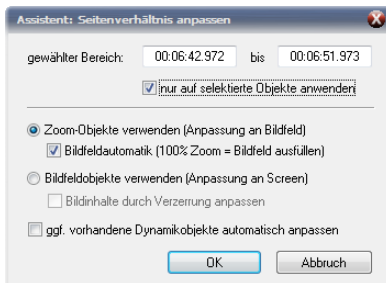 Assistent: Seitenverhältnis anpassen
gewählter Bereich: 00:06:42.972 bis 00:06:51.973
nur auf selektierte Objekte anwenden
Zoom-Objekte verwenden (Anpassung an Bildfeld)
Bildfeldautomatik (100% Zoom = Bildfeld ausfüllen)
Bildfeldobjekte verwenden (Anpassung an Screen)
Bildinhalte durch Verzerrung anpassen
ggf. vorhandene Dynamikobjekte automatisch anpassen
OK Abbruch